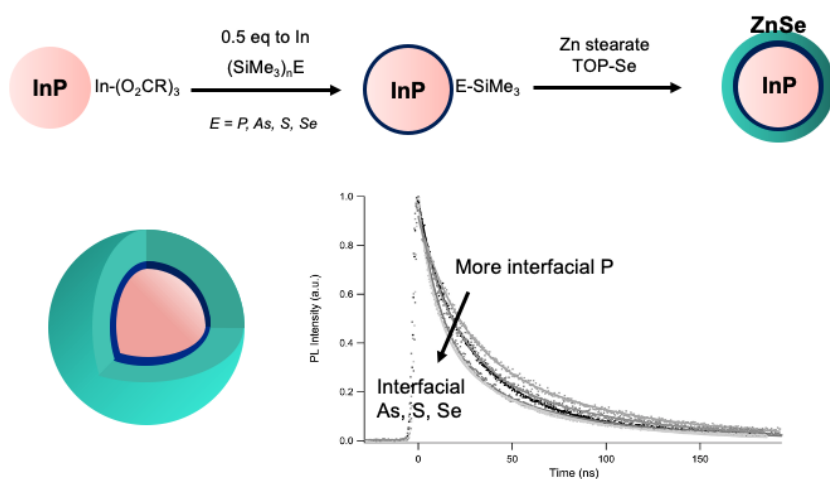 InP
In-(O₂CR)₃
0.5 eq to In
(SiMe₃)ₙE
E = P, As, S, Se
InP
E-SiMe₃
Zn stearate
TOP-Se
ZnSe
InP
PL Intensity (a.u.)
1.0
0.8
0.6
0.4
0.2
0.0
More interfacial P
Interfacial
As, S, Se
0
50
100
150
Time (ns)